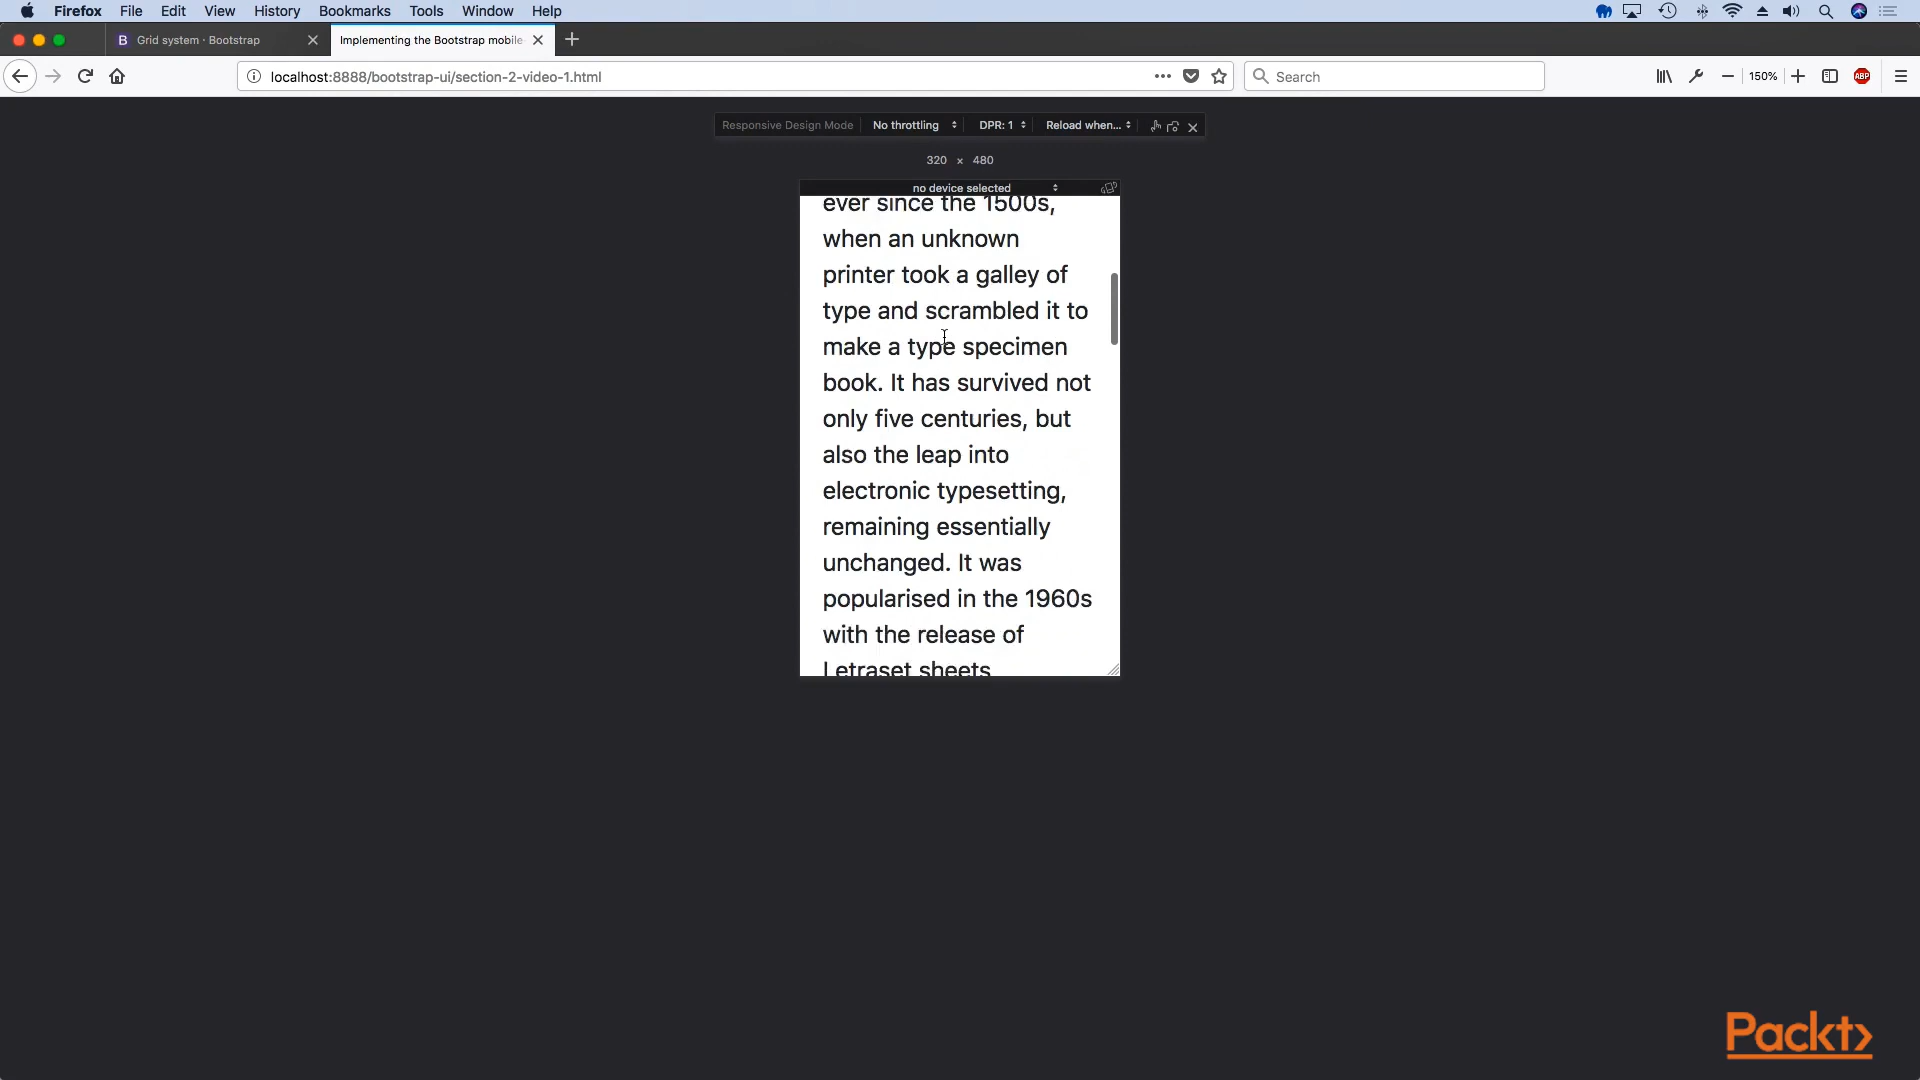 Firefox File Edit View History Bookmarks Tools Window Help
B Grid system · Bootstrap
Implementing the Bootstrap mobile-
localhost:8888/bootstrap-ui/section-2-video-1.html
Search
150%
ABP
Responsive Design Mode No throttling DPR: 1 Reload when...
320 × 480
no device selected
ever since the 1500s,
when an unknown
printer took a galley of
type and scrambled it to
make a type specimen
book. It has survived not
only five centuries, but
also the leap into
electronic typesetting,
remaining essentially
unchanged. It was
popularised in the 1960s
with the release of
Letraset sheets
Packt